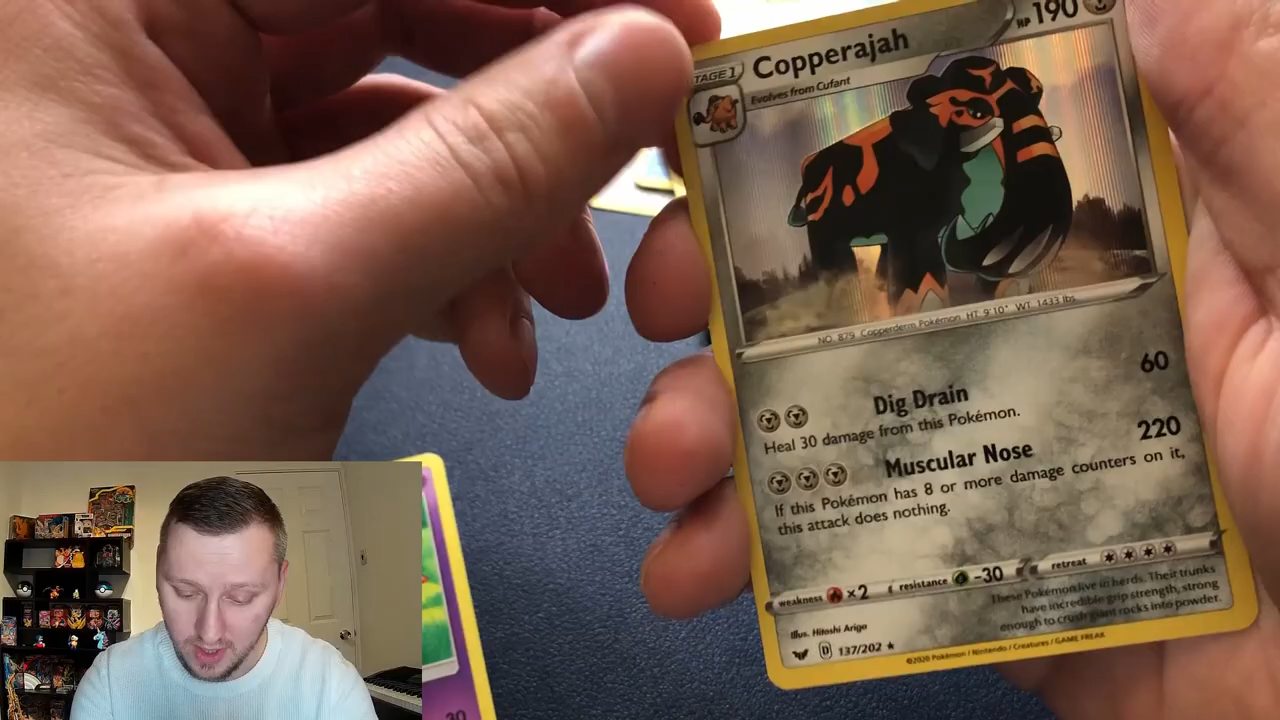 STAGE 1
Copperajah
HP 190
Evolves from Cufant
NO. 879 Copperderm Pokémon HT: 9'10" WT: 1433 lbs
Dig Drain 60
Heal 30 damage from this Pokémon.
Muscular Nose 220
If this Pokémon has 8 or more damage counters on it,
this attack does nothing.
weakness ×2 resistance -30 retreat
These Pokémon live in herds. Their trunks
have incredible grip strength, strong
enough to crush giant rocks into powder.
Illus. Hitoshi Ariga
D 137/202 ★
©2020 Pokémon / Nintendo / Creatures / GAME FREAK
30